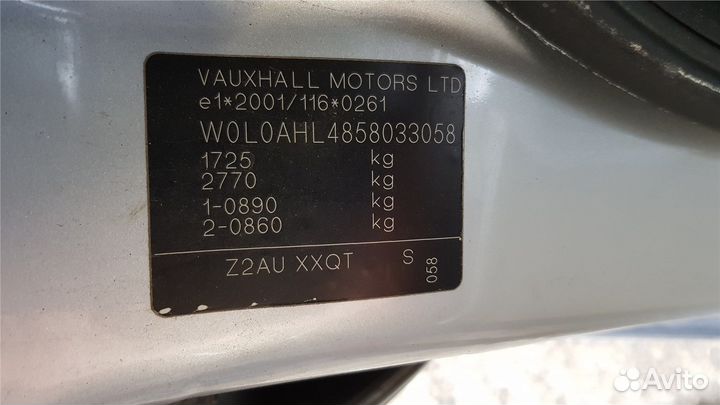 VAUXHALL MOTORS LTD
e1*2001/116*0261
W0L0AHL4858033058
1725 kg
2770 kg
1-0890 kg
2-0860 kg
Z2AU XXQT S 058
Avito